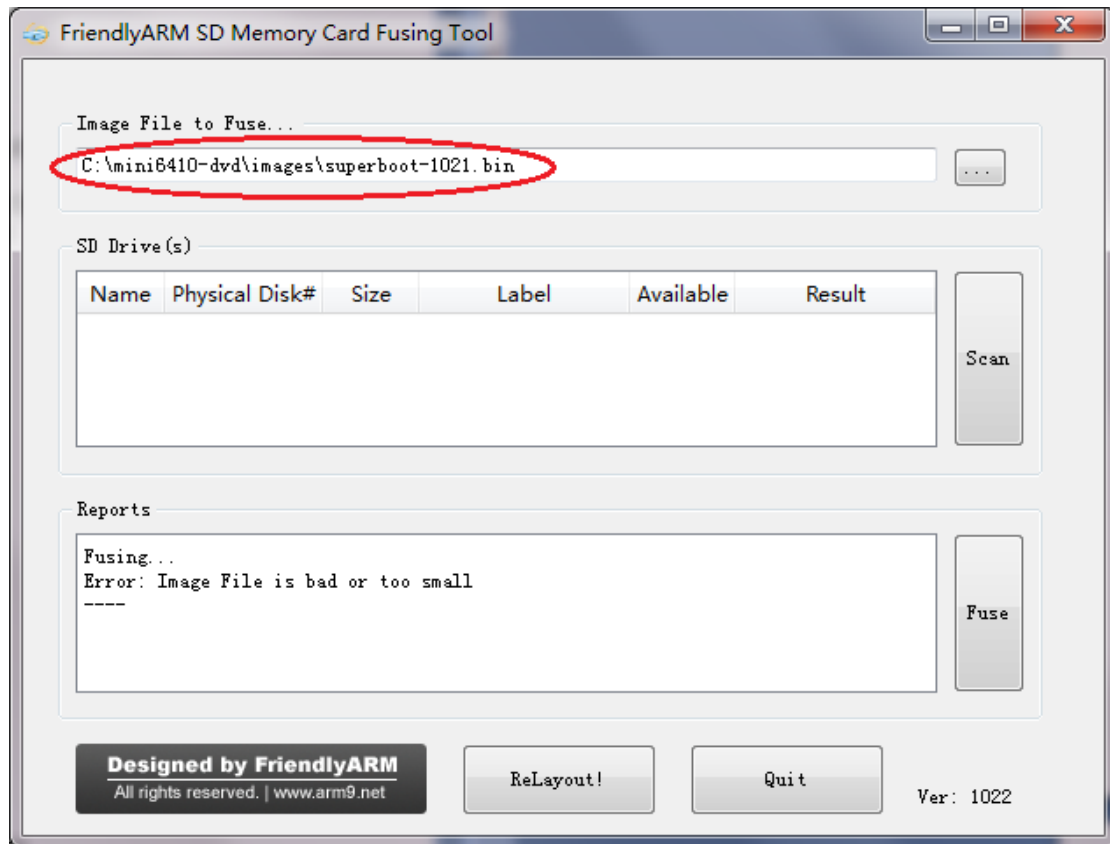 FriendlyARM SD Memory Card Fusing Tool
Image File to Fuse...
C:\mini6410-dvd\images\superboot-1021.bin
...
SD Drive(s)
Name Physical Disk# Size Label Available Result
Scan
Reports
Fusing...
Error: Image File is bad or too small
----
Fuse
Designed by FriendlyARM
All rights reserved. | www.arm9.net
ReLayout!
Quit
Ver: 1022